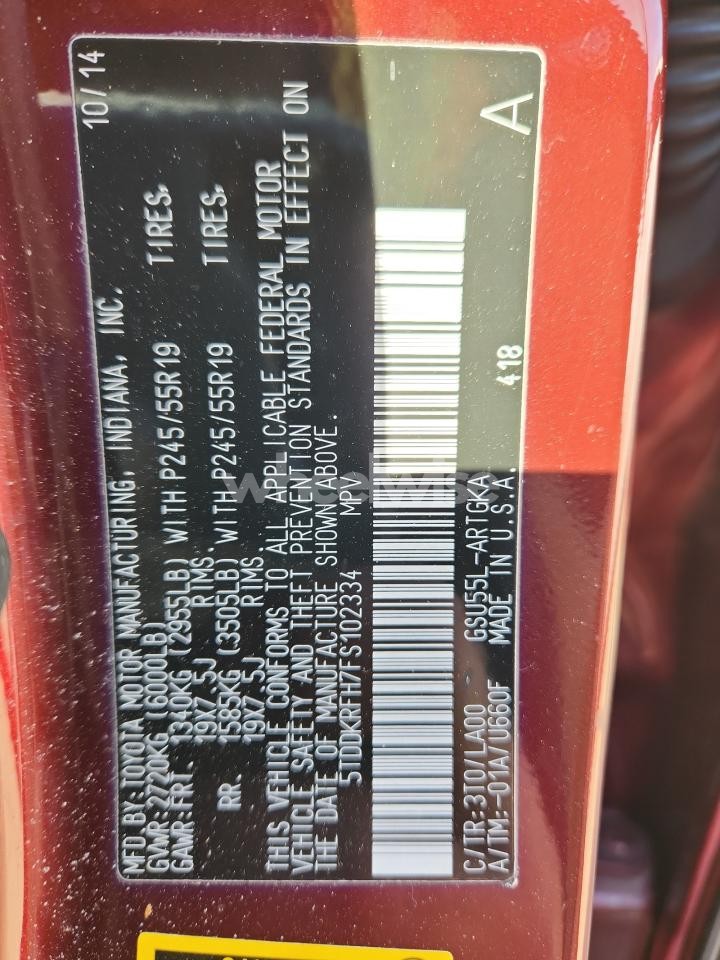 MFD BY:TOYOTA MOTOR MANUFACTURING, INDIANA, INC. 10/14
GVWR:2720KG (6000LB)
GAWR:FRT. 1340KG (2955LB) WITH P245/55R19 TIRES,
19X7.5J RIMS.
RR. 1585KG (3505LB) WITH P245/55R19 TIRES,
19X7.5J RIMS.
THIS VEHICLE CONFORMS TO ALL APPLICABLE FEDERAL MOTOR
VEHICLE SAFETY AND THEFT PREVENTION STANDARDS IN EFFECT ON
THE DATE OF MANUFACTURE SHOWN ABOVE.
5TDDKRFH7FS102334 MPV
C/TR:3T0/LA00 GSU55L-ARTGKA 418
A/TM:-01A/U660F MADE IN U.S.A. A
wheelwise